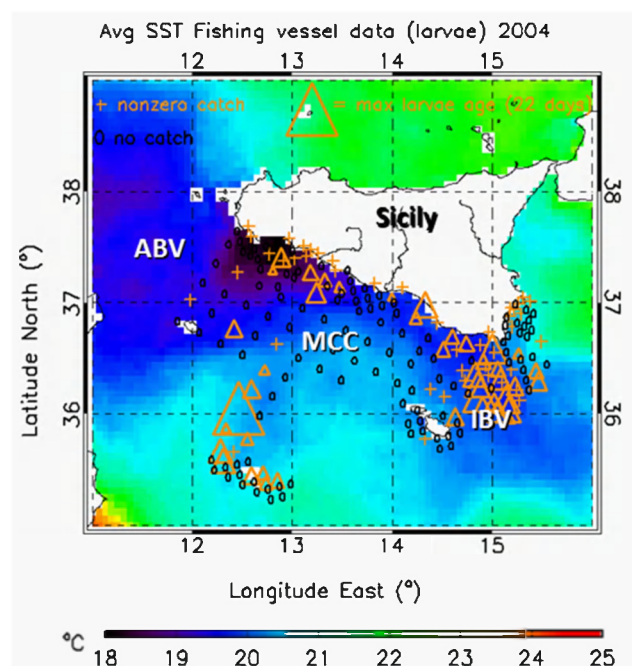 Avg SST Fishing vessel data (larvae) 2004
12 13 14 15
+ nonzero catch = max larvae age (22 days)
0 no catch
38 38
Sicily
ABV
37 37
MCC
36 IBV 36
Latitude North (°)
12 13 14 15
Longitude East (°)
°C
18 19 20 21 22 23 24 25